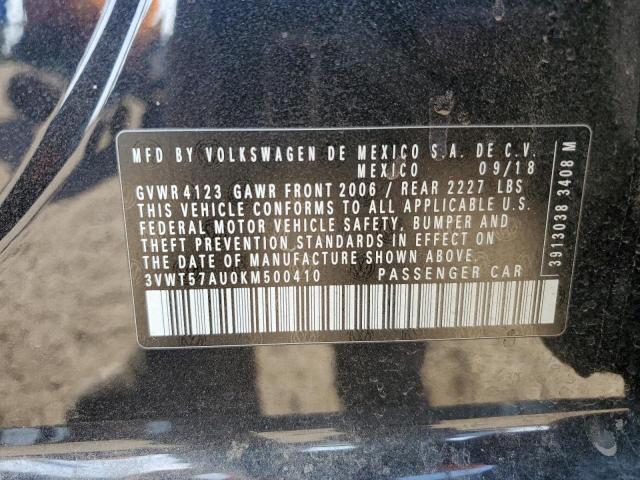 MFD BY VOLKSWAGEN DE MEXICO S.A. DE C.V.
MEXICO 09/18
GVWR 4123 GAWR FRONT 2006 / REAR 2227 LBS
THIS VEHICLE CONFORMS TO ALL APPLICABLE U.S.
FEDERAL MOTOR VEHICLE SAFETY, BUMPER AND
THEFT PREVENTION STANDARDS IN EFFECT ON
THE DATE OF MANUFACTURE SHOWN ABOVE.
3VWT57AU0KM500410 PASSENGER CAR
39130383408 M